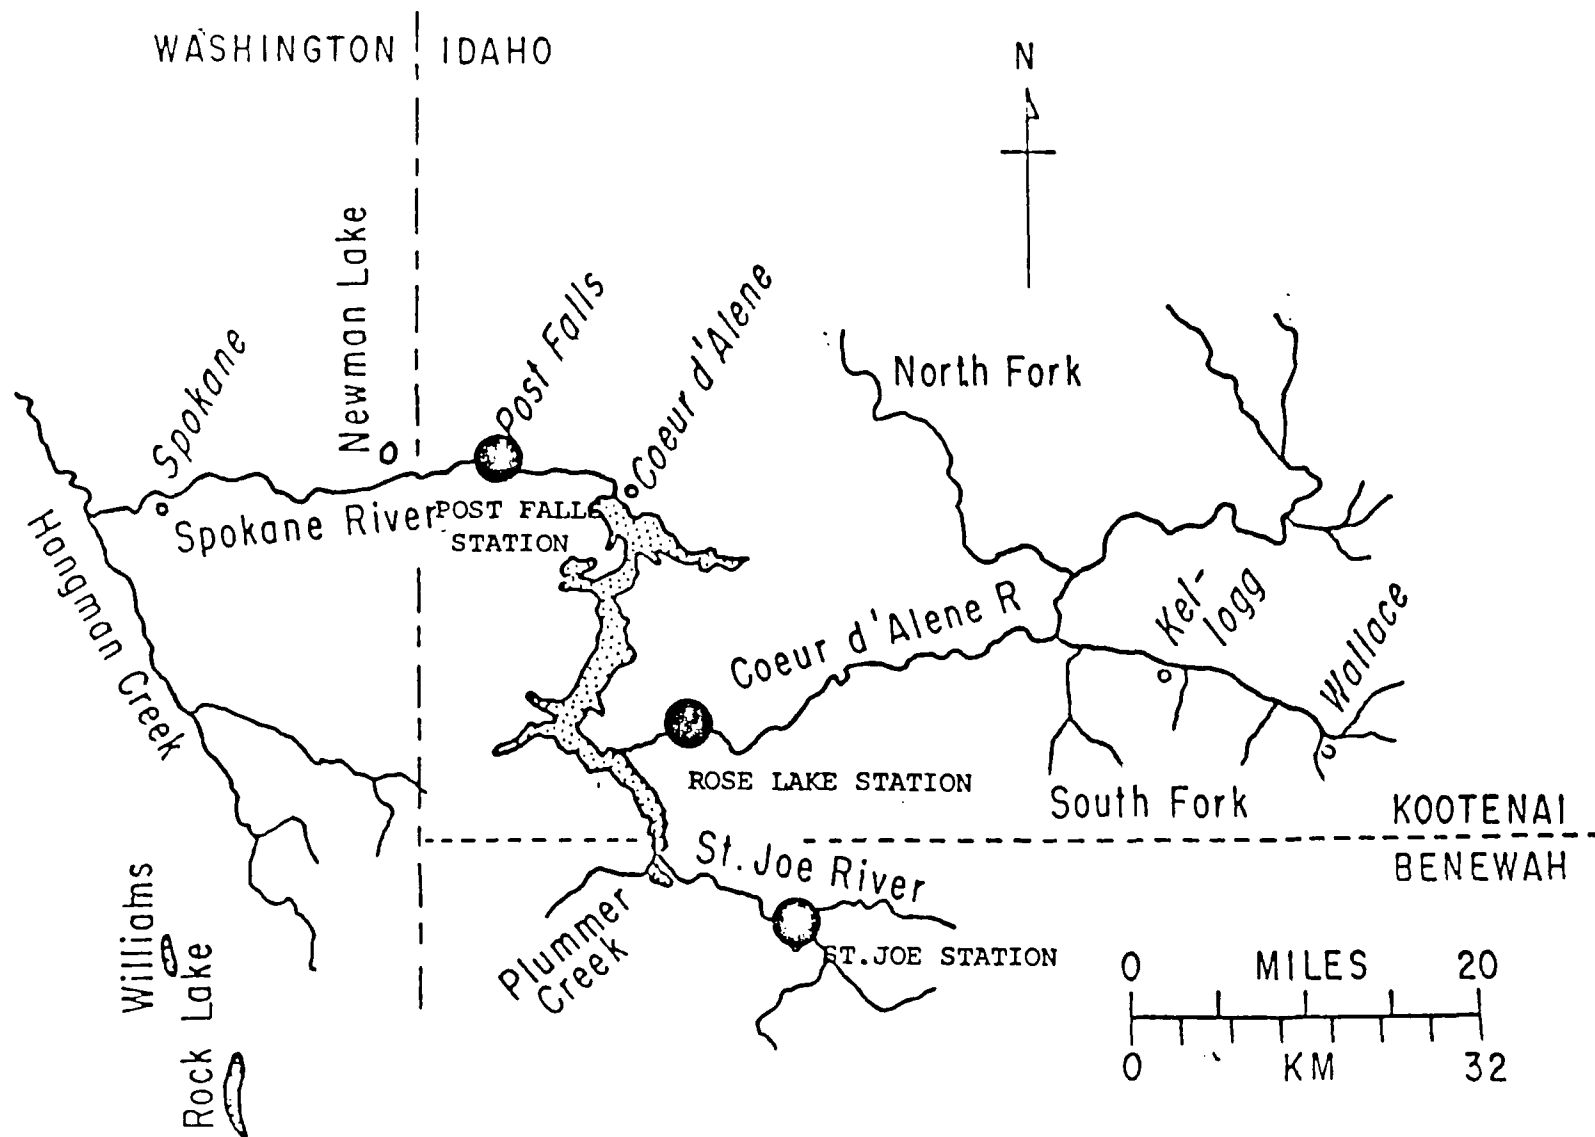 WASHINGTON
IDAHO
N
Newman Lake
Spokane
Post Falls
Coeur d'Alene
North Fork
Hangman Creek
Spokane River
POST FALLS
STATION
Coeur d'Alene R
Kel-
logg
Wallace
ROSE LAKE STATION
South Fork
KOOTENAI
BENEWAH
St. Joe River
Plummer
Creek
ST.JOE STATION
Williams
Lake
Rock
0 MILES 20
0 KM 32